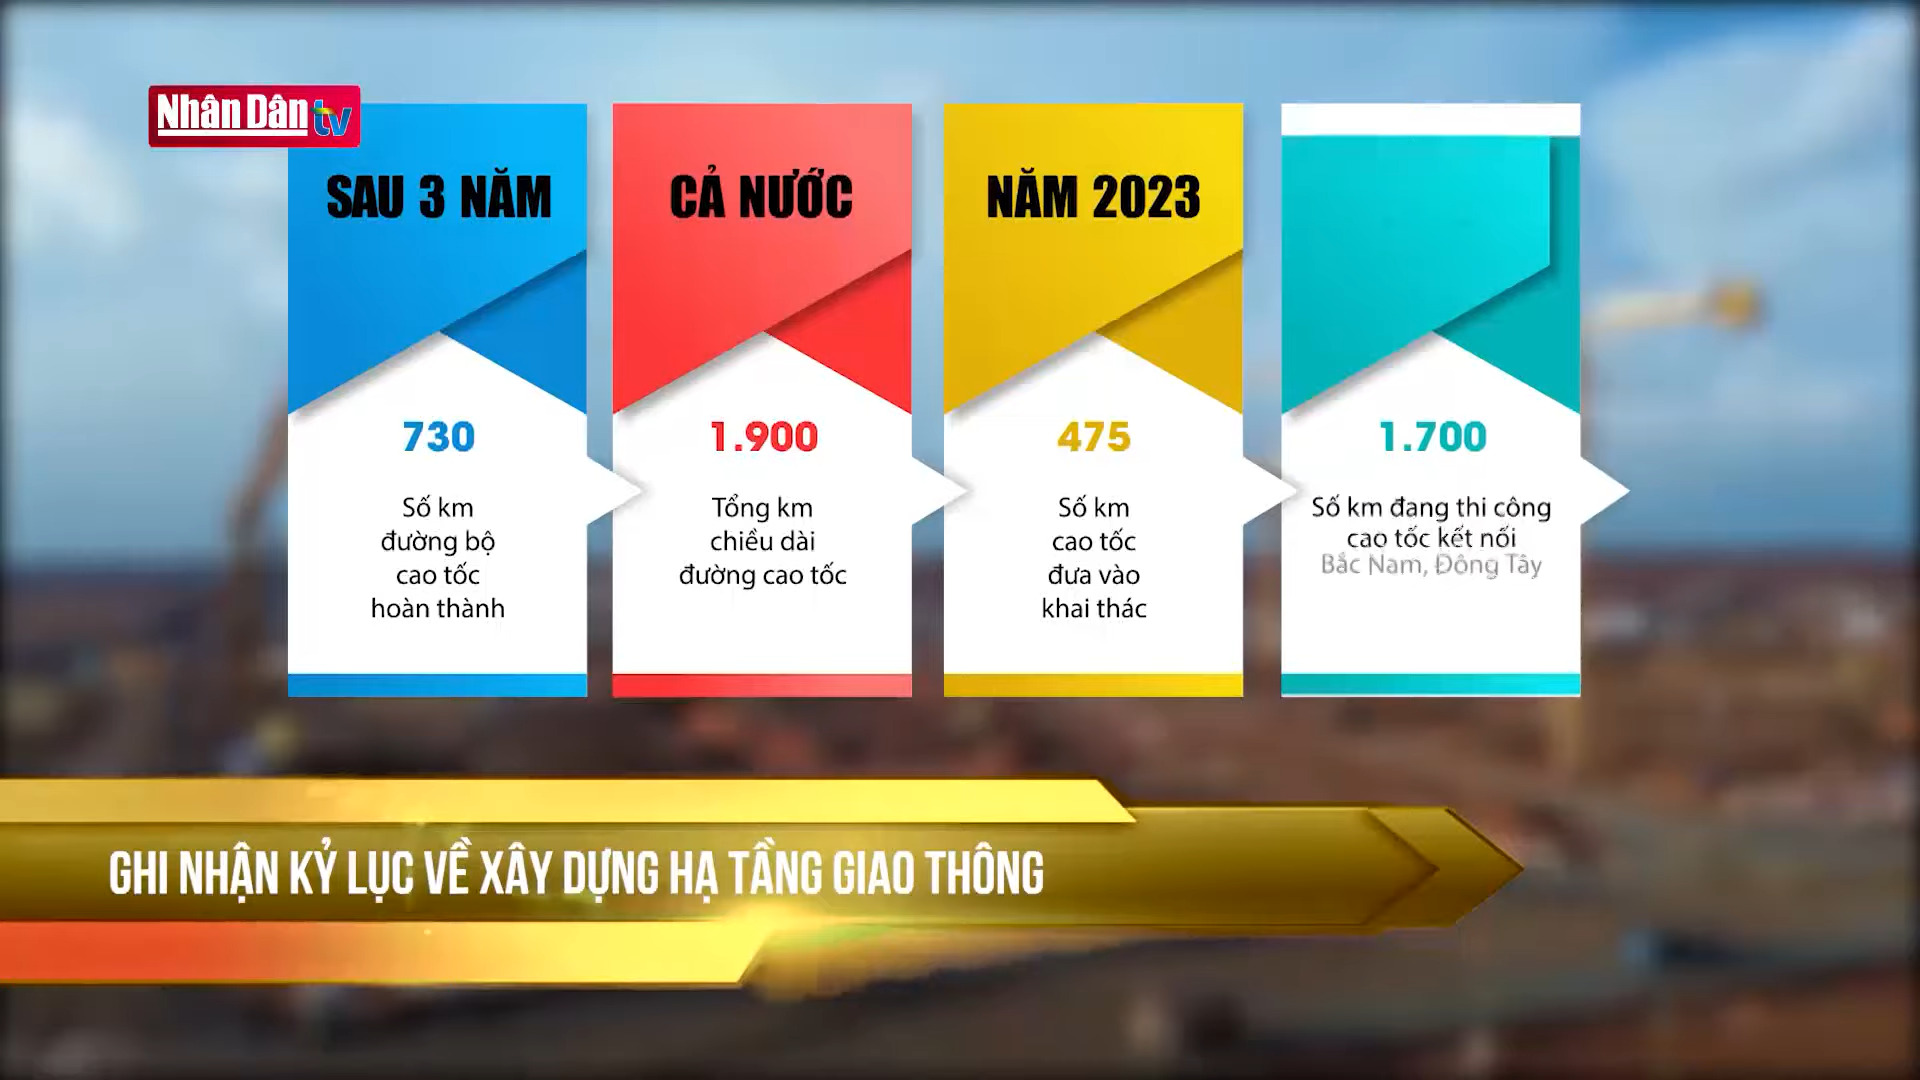 Nhân Dân tv
SAU 3 NĂM
730
Số km
đường bộ
cao tốc
hoàn thành
CẢ NƯỚC
1.900
Tổng km
chiều dài
đường cao tốc
NĂM 2023
475
Số km
cao tốc
đưa vào
khai thác
1.700
Số km đang thi công
cao tốc kết nối
Bắc Nam, Đông Tây
GHI NHẬN KỶ LỤC VỀ XÂY DỰNG HẠ TẦNG GIAO THÔNG